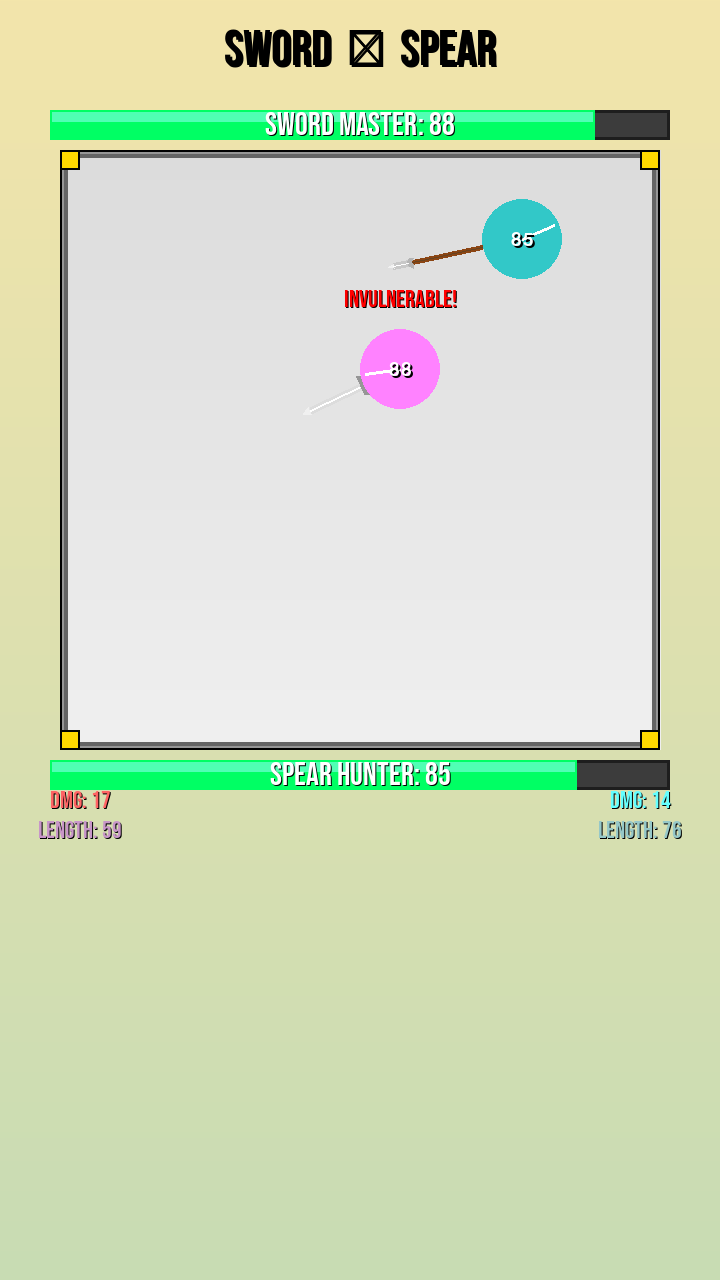 SWORD SPEAR
SWORD MASTER: 88
85
INVULNERABLE!
88
SPEAR HUNTER: 85
DMG: 17
DMG: 14
LENGTH: 59
LENGTH: 76